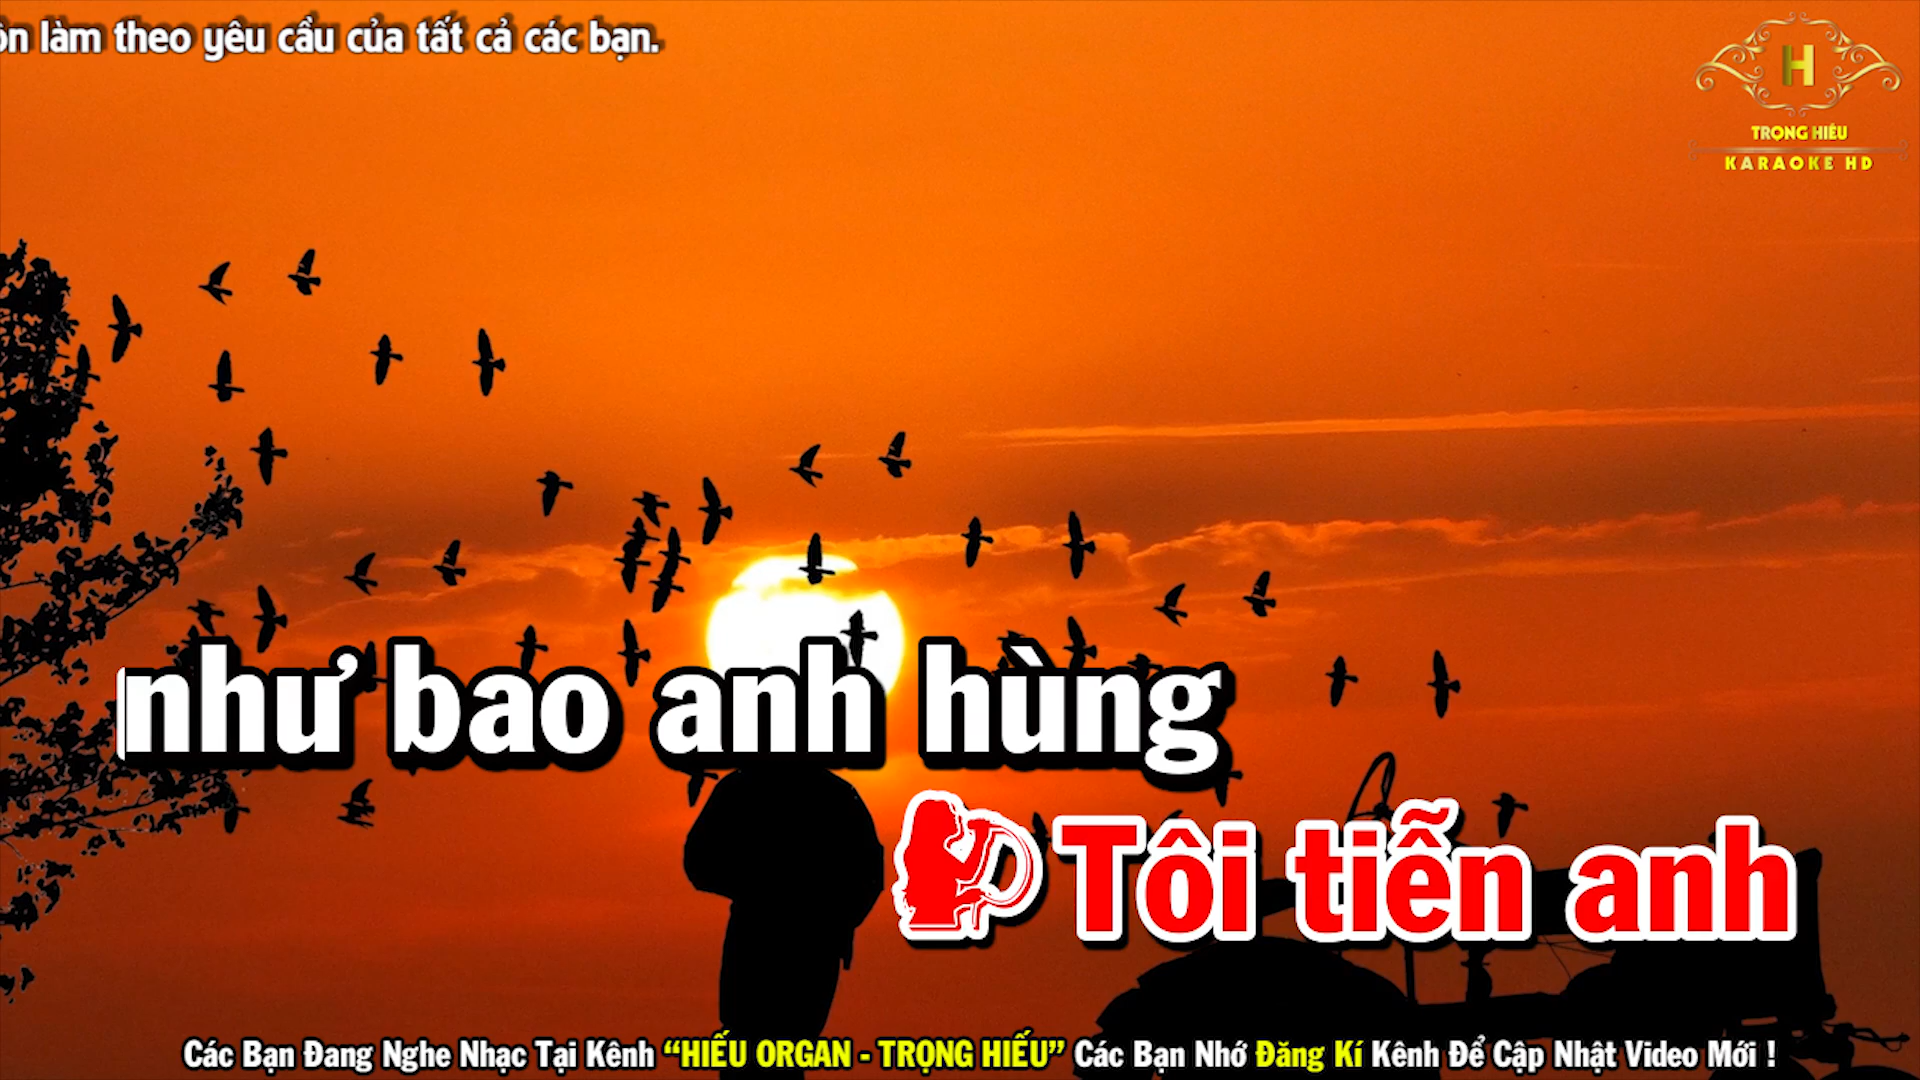 ôn làm theo yêu cầu của tất cả các bạn.
H
TRỌNG HIẾU
KARAOKE HD
như bao anh hùng
Tôi tiễn anh
Các Bạn Đang Nghe Nhạc Tại Kênh “HIẾU ORGAN - TRỌNG HIẾU” Các Bạn Nhớ Đăng Kí Kênh Để Cập Nhật Video Mới !